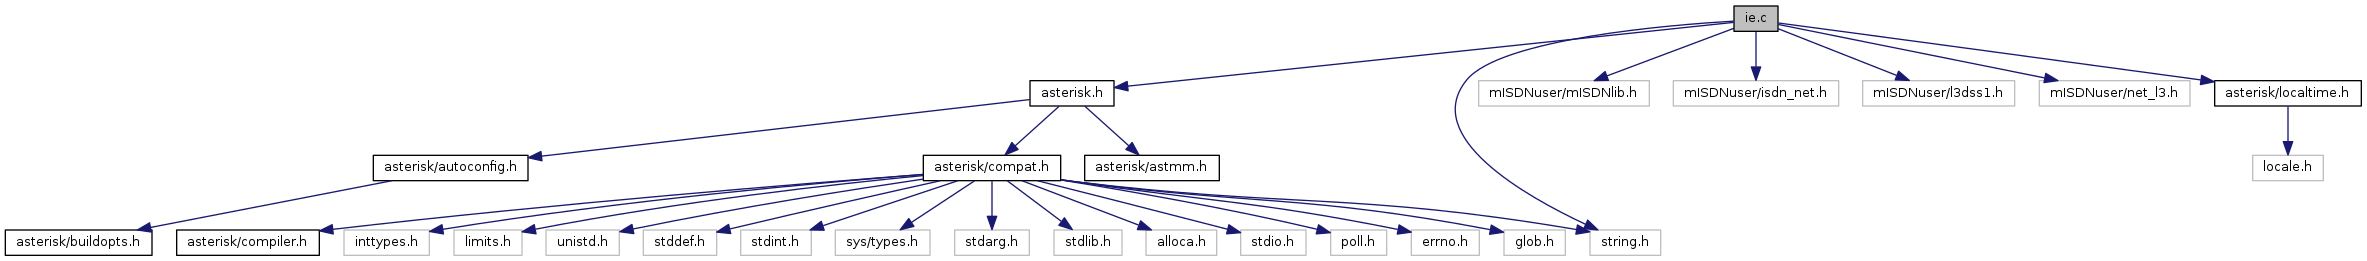 ie.c
asterisk.h
mISDNuser/mISDNlib.h
mISDNuser/isdn_net.h
mISDNuser/l3dss1.h
mISDNuser/net_l3.h
asterisk/localtime.h
asterisk/autoconfig.h
asterisk/compat.h
asterisk/astmm.h
locale.h
asterisk/buildopts.h
asterisk/compiler.h
inttypes.h
limits.h
unistd.h
stddef.h
stdint.h
sys/types.h
stdarg.h
stdlib.h
alloca.h
stdio.h
poll.h
errno.h
glob.h
string.h